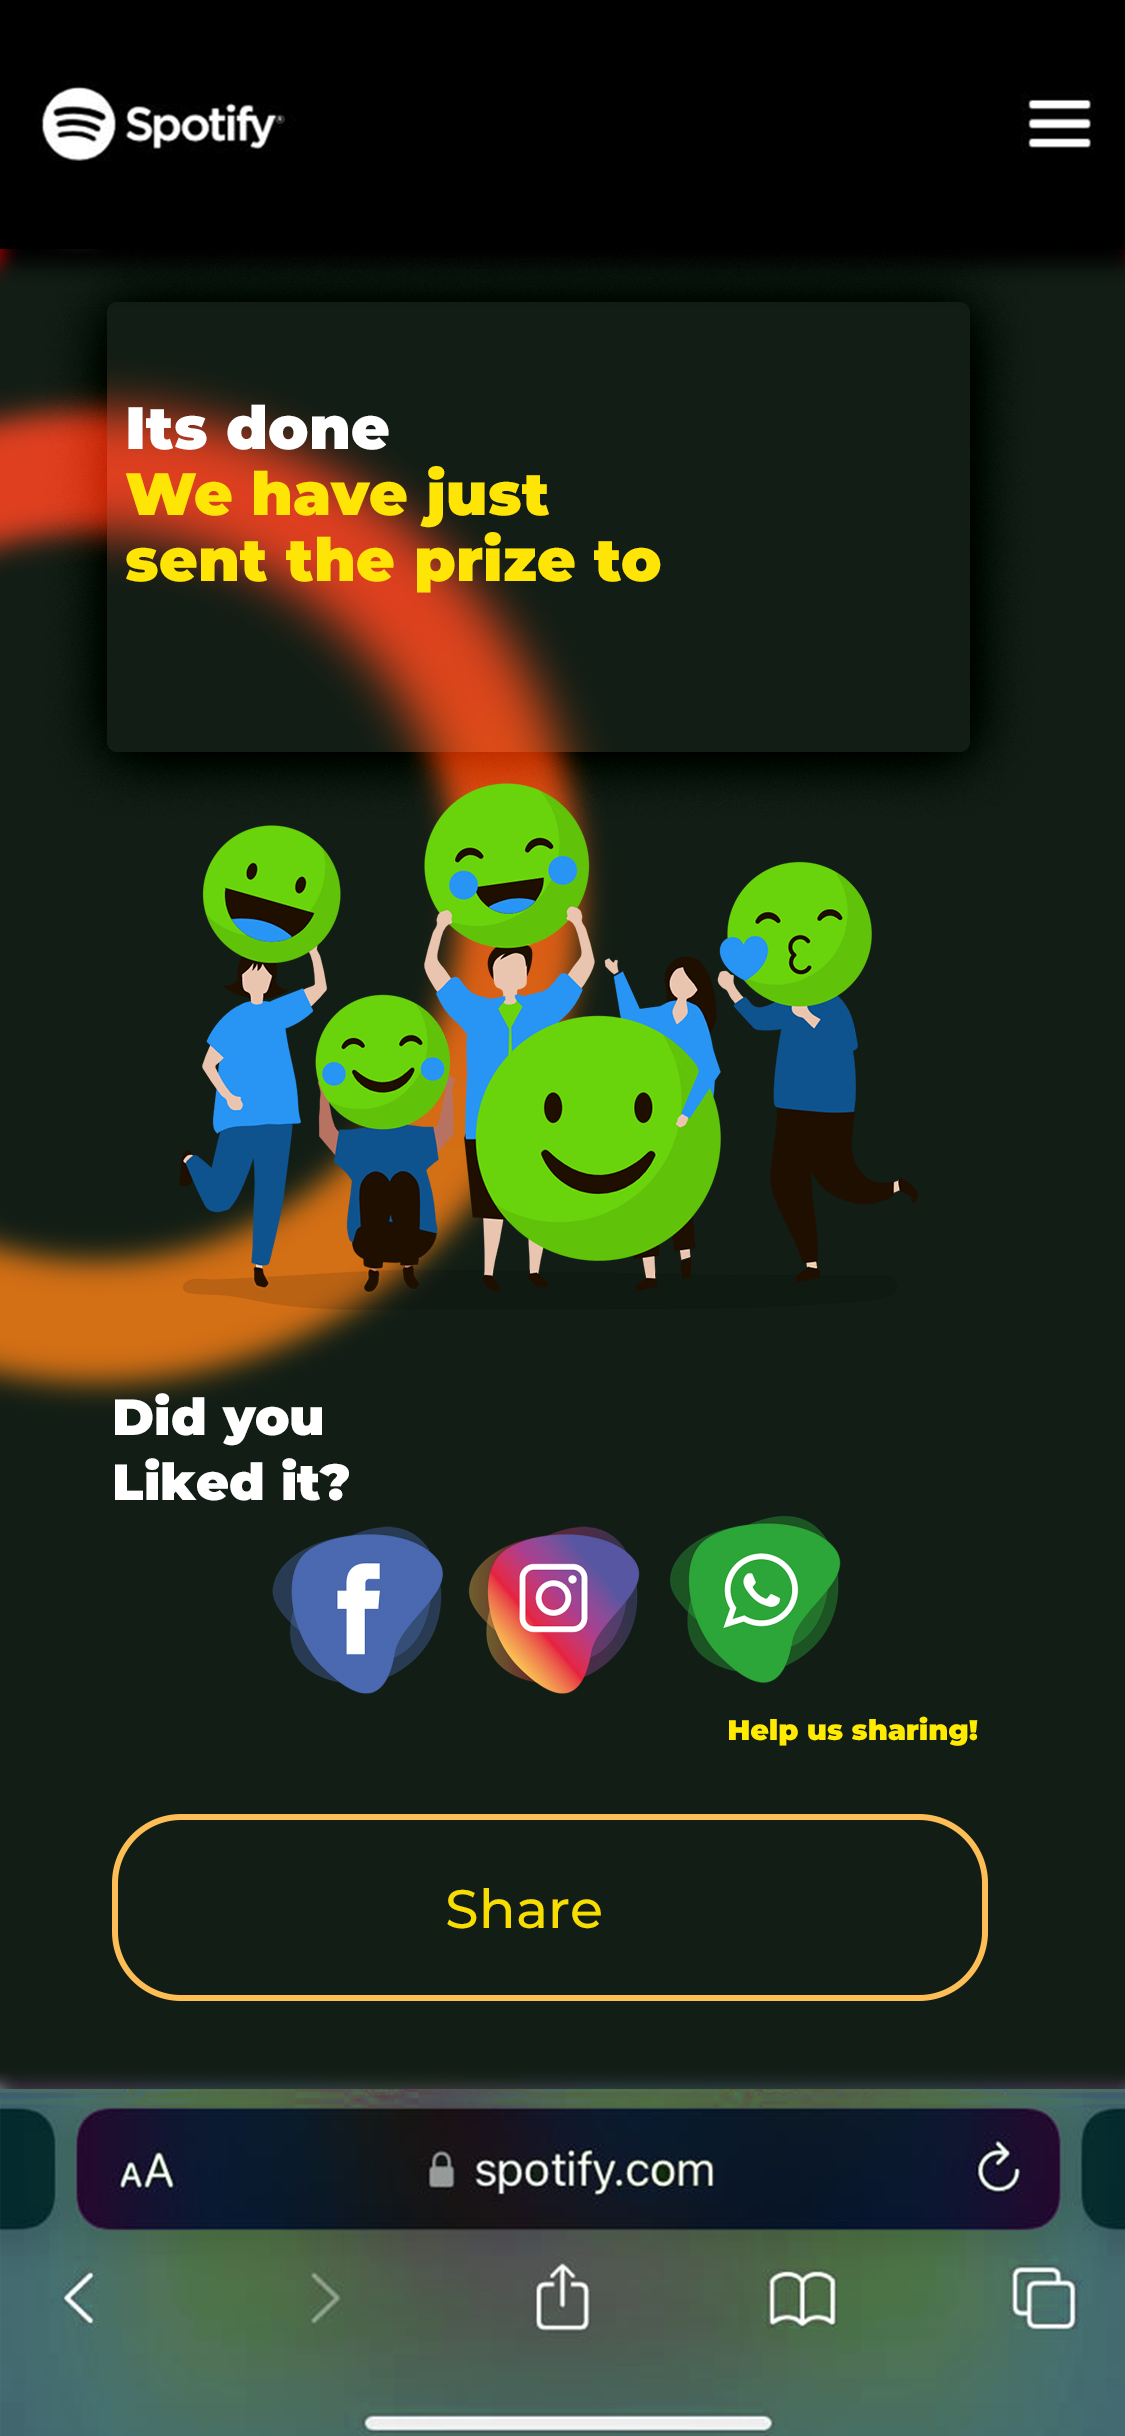 Spotify
Its done
We have just
sent the prize to
Did you
Liked it?
f
Help us sharing!
Share
AA
spotify.com